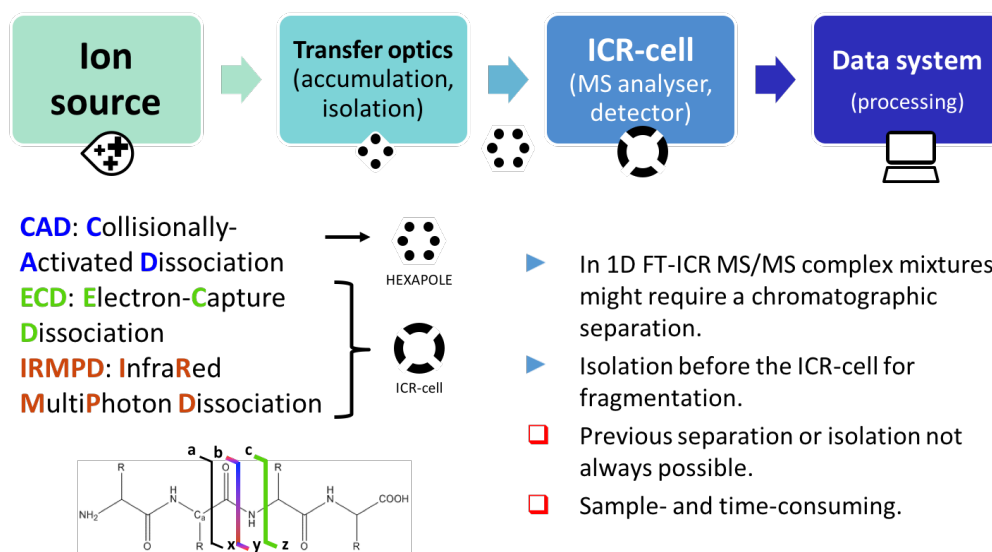 Ion
source
Transfer optics
(accumulation,
isolation)
ICR-cell
(MS analyser,
detector)
Data system
(processing)
CAD: Collisionally-
Activated Dissociation
ECD: Electron-Capture
Dissociation
IRMPD: InfraRed
MultiPhoton Dissociation
HEXAPOLE
ICR-cell
In 1D FT-ICR MS/MS complex mixtures
might require a chromatographic
separation.
Isolation before the ICR-cell for
fragmentation.
Previous separation or isolation not
always possible.
Sample- and time-consuming.
a b c
R O R
H N H N COOH
NH2 Ca N H
O R O R
x y z